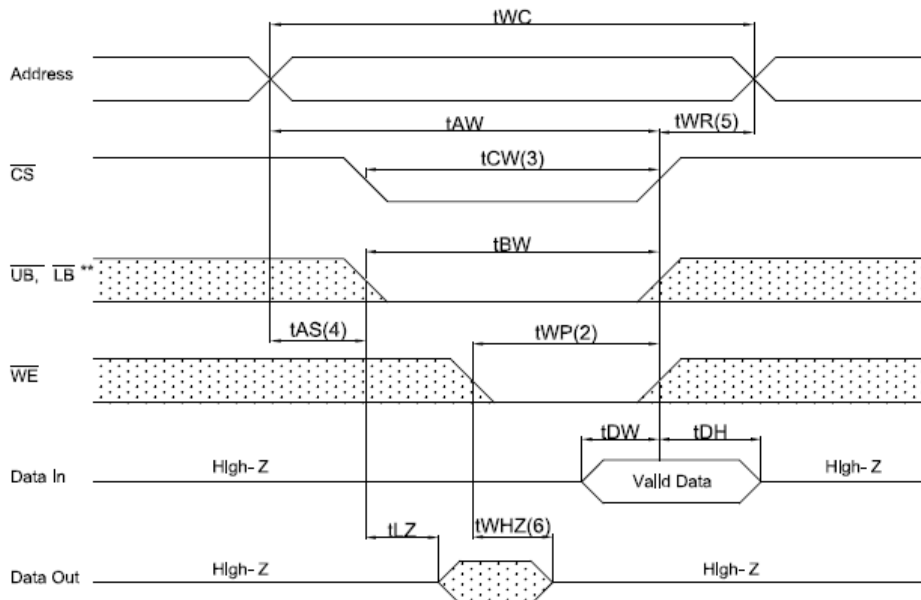 tWC
Address
tAW
tWR(5)
CS
tCW(3)
UB, LB **
tBW
tAS(4)
tWP(2)
WE
tDW
tDH
Data In
High-Z
Valid Data
High-Z
tLZ
tWHZ(6)
Data Out
High-Z
High-Z